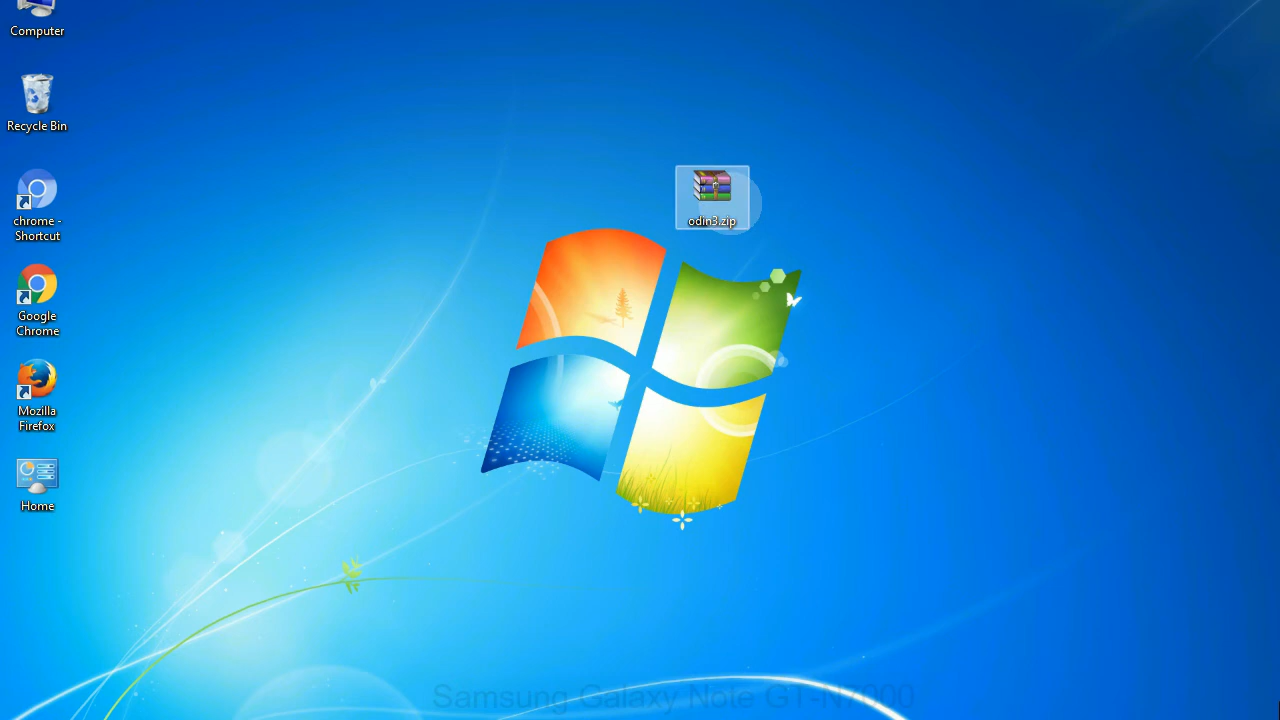 Computer
Recycle Bin
chrome -
Shortcut
Google
Chrome
Mozilla
Firefox
Home
odin3.zip
Samsung Galaxy Note GT-N7000